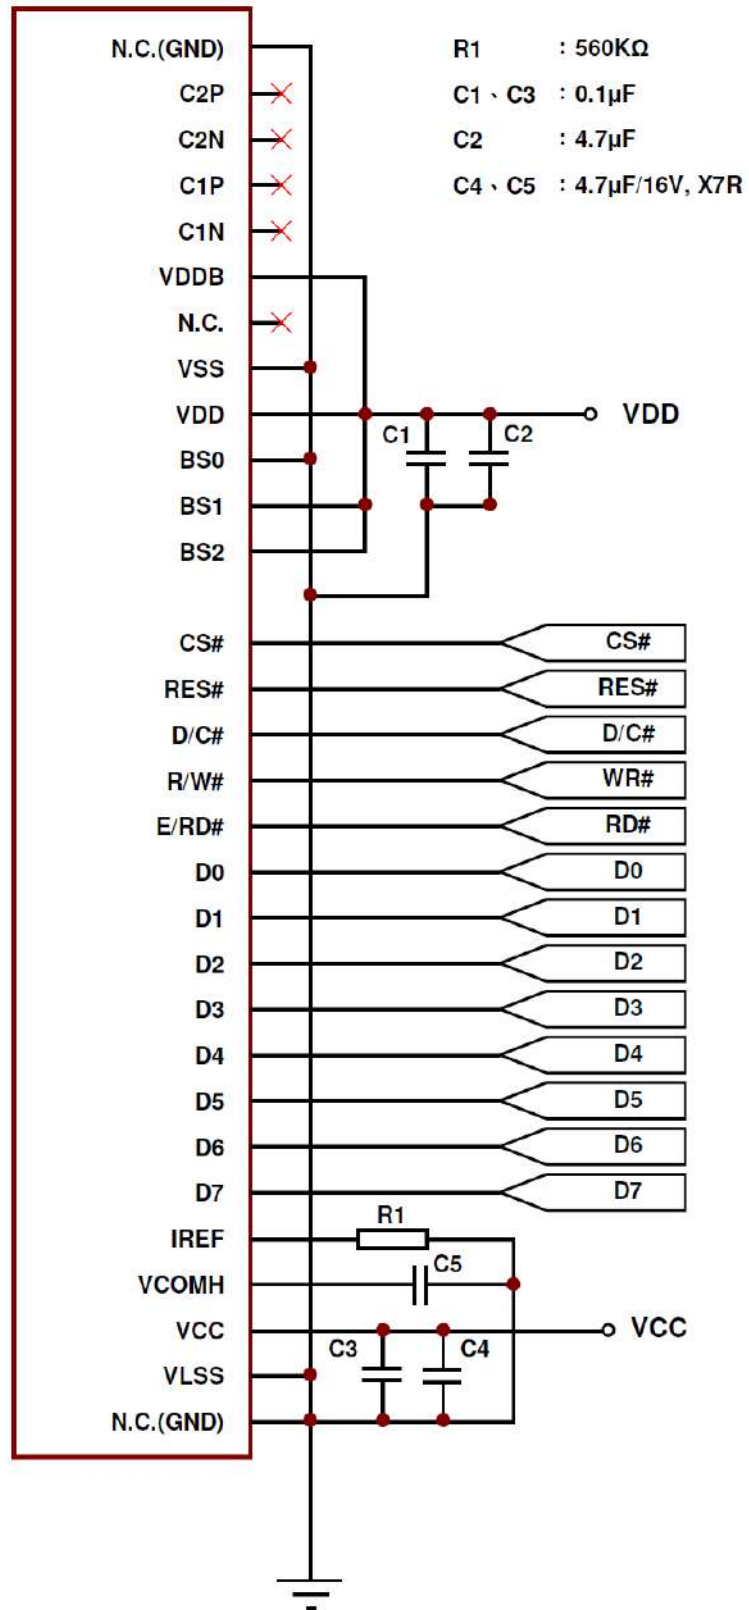 N.C.(GND)
R1 : 560KΩ
C2P
C1、C3 : 0.1µF
C2N
C2 : 4.7µF
C1P
C4、C5 : 4.7µF/16V, X7R
C1N
VDDB
N.C.
VSS
VDD
VDD
C1
C2
BS0
BS1
BS2
CS#
CS#
RES#
RES#
D/C#
D/C#
R/W#
WR#
E/RD#
RD#
D0
D0
D1
D1
D2
D2
D3
D3
D4
D4
D5
D5
D6
D6
D7
D7
R1
IREF
C5
VCOMH
VCC
VCC
C3
C4
VLSS
N.C.(GND)